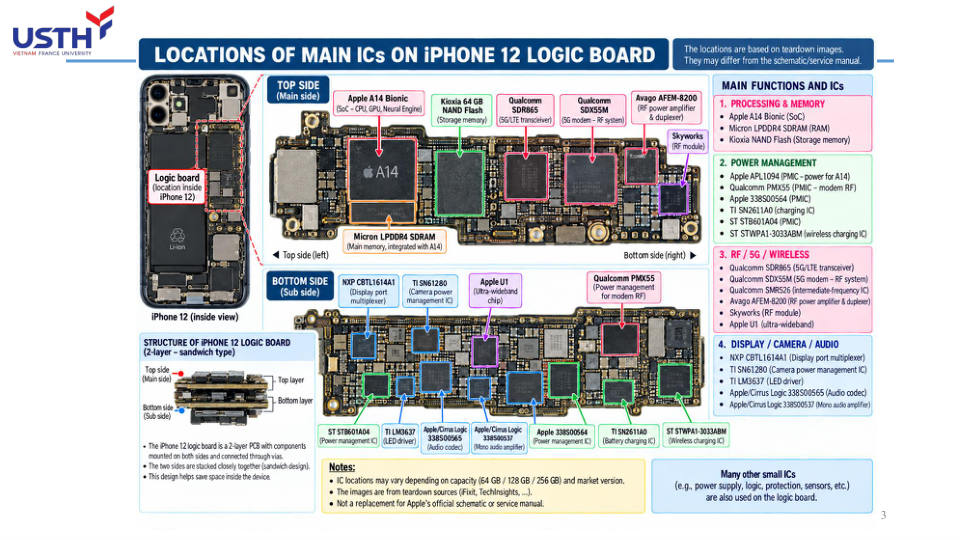 USTH
VIETNAM FRANCE UNIVERSITY
LOCATIONS OF MAIN ICs ON iPHONE 12 LOGIC BOARD
The locations are based on teardown images.
They may differ from the schematic/service manual.
Logic board
(location inside
iPhone 12)
Li-ion
iPhone 12 (inside view)
TOP SIDE
(Main side)
Apple A14 Bionic
(SoC – CPU, GPU, Neural Engine)
Kioxia 64 GB
NAND Flash
(Storage memory)
Qualcomm
SDR865
(5G/LTE transceiver)
Qualcomm
SDX55M
(5G modem – RF system)
Avago AFEM-8200
(RF power amplifier
& duplexer)
Skyworks
(RF module)
A14
Micron LPDDR4 SDRAM
(Main memory, integrated with A14)
◀ Top side (left)
Bottom side (right) ▶
BOTTOM SIDE
(Sub side)
NXP CBTL1614A1
(Display port
multiplexer)
TI SN61280
(Camera power
management IC)
Apple U1
(Ultra-wideband
chip)
Qualcomm PMX55
(Power management
for modem RF)
ST STB601A04
(Power management IC)
TI LM3637
(LED driver)
Apple/Cirrus Logic
338S00565
(Audio codec)
Apple/Cirrus Logic
338S00537
(Mono audio amplifier)
Apple 338S00564
(Power management IC)
TI SN2611A0
(Battery charging IC)
ST STWPA1-3033ABM
(Wireless charging IC)
STRUCTURE OF iPHONE 12 LOGIC BOARD
(2-layer – sandwich type)
Top side
(Main side)
Top layer
Bottom layer
Bottom side
(Sub side)
• The iPhone 12 logic board is a 2-layer PCB with components
mounted on both sides and connected through vias.
• The two sides are stacked closely together (sandwich design).
• This design helps save space inside the device.
Notes:
• IC locations may vary depending on capacity (64 GB / 128 GB / 256 GB) and market version.
• The images are from teardown sources (iFixit, TechInsights, ...).
• Not a replacement for Apple's official schematic or service manual.
MAIN FUNCTIONS AND ICs
1. PROCESSING & MEMORY
• Apple A14 Bionic (SoC)
• Micron LPDDR4 SDRAM (RAM)
• Kioxia NAND Flash (Storage memory)
2. POWER MANAGEMENT
• Apple APL1094 (PMIC – power for A14)
• Qualcomm PMX55 (PMIC – modem RF)
• Apple 338S00564 (PMIC)
• TI SN2611A0 (charging IC)
• ST STB601A04 (PMIC)
• ST STWPA1-3033ABM (wireless charging IC)
3. RF / 5G / WIRELESS
• Qualcomm SDR865 (5G/LTE transceiver)
• Qualcomm SDX55M (5G modem – RF system)
• Qualcomm SMR526 (intermediate-frequency IC)
• Avago AFEM-8200 (RF power amplifier & duplexer)
• Skyworks (RF module)
• Apple U1 (ultra-wideband)
4. DISPLAY / CAMERA / AUDIO
• NXP CBTL1614A1 (Display port multiplexer)
• TI SN61280 (Camera power management IC)
• TI LM3637 (LED driver)
• Apple/Cirrus Logic 338S00565 (Audio codec)
• Apple/Cirrus Logic 338S00537 (Mono audio amplifier)
Many other small ICs
(e.g., power supply, logic, protection, sensors, etc.)
are also used on the logic board.
3